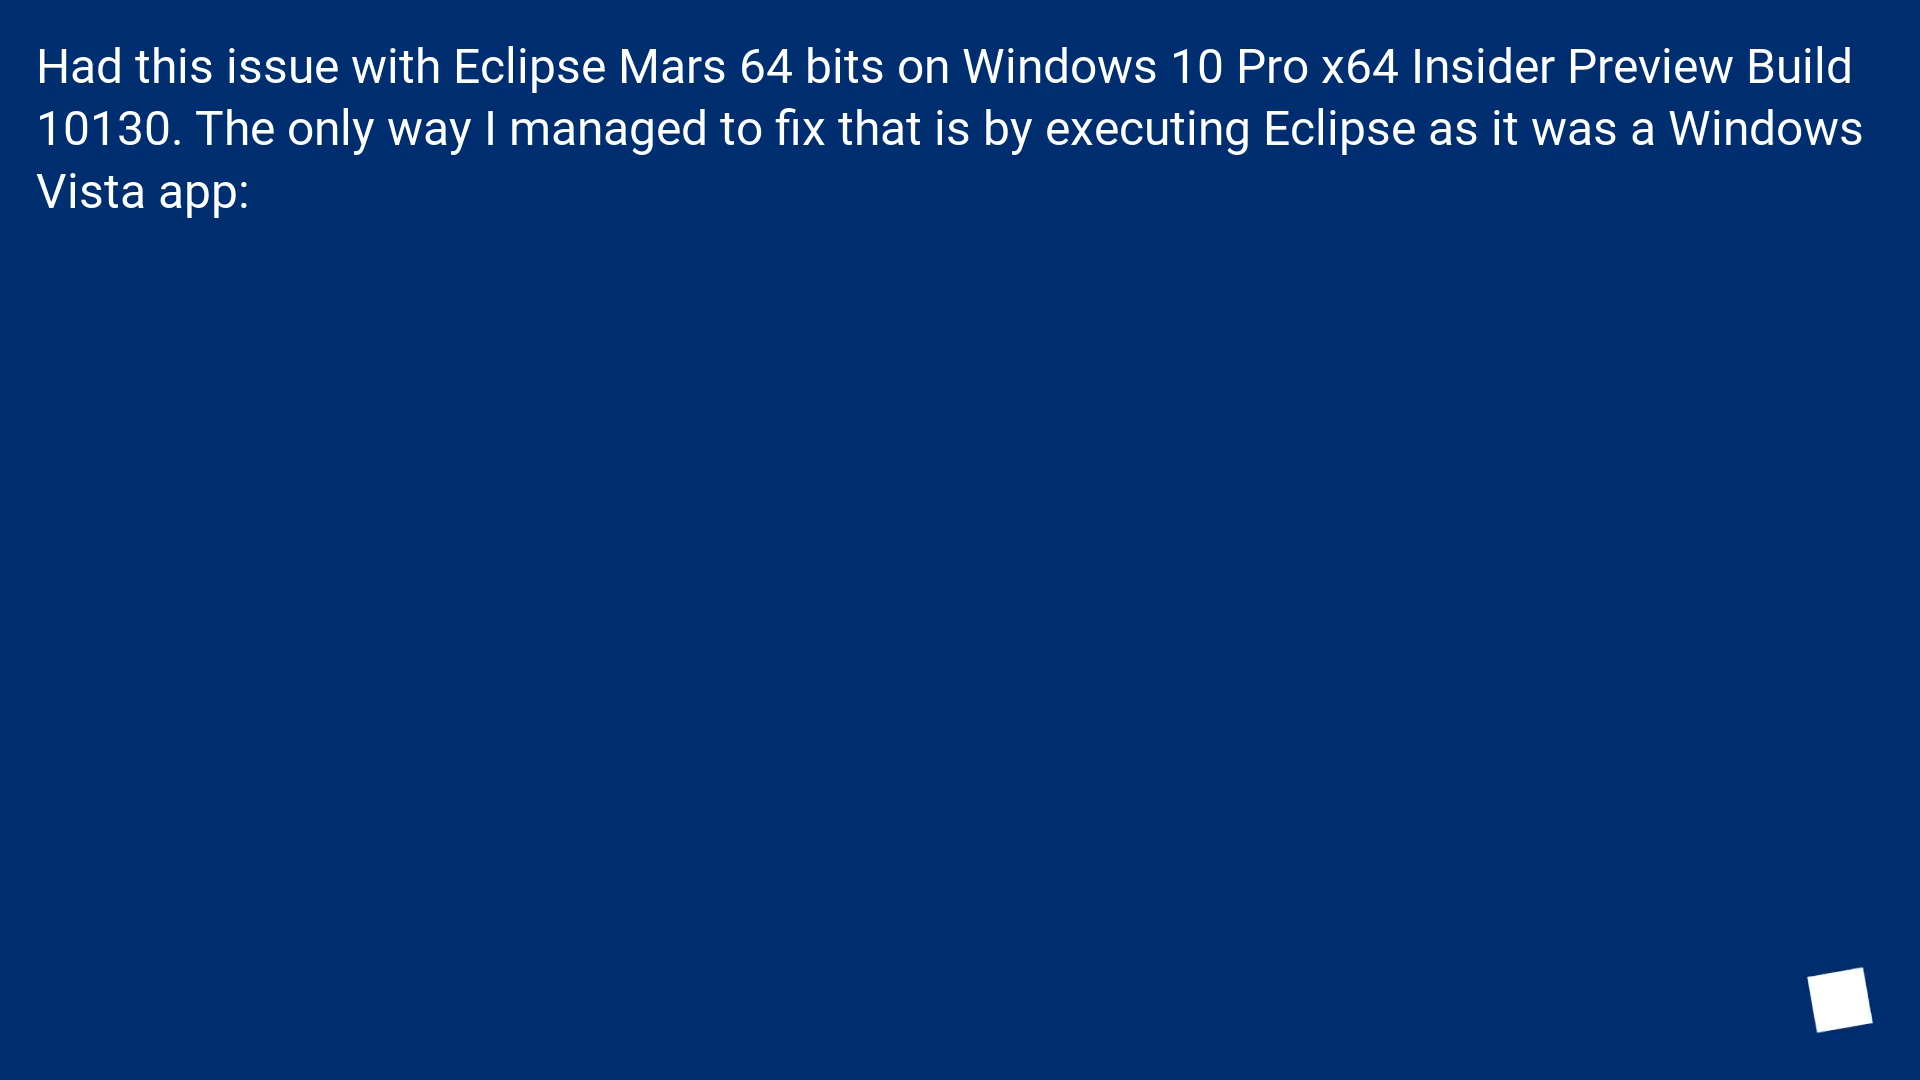 Had this issue with Eclipse Mars 64 bits on Windows 10 Pro x64 Insider Preview Build
10130. The only way I managed to fix that is by executing Eclipse as it was a Windows
Vista app: